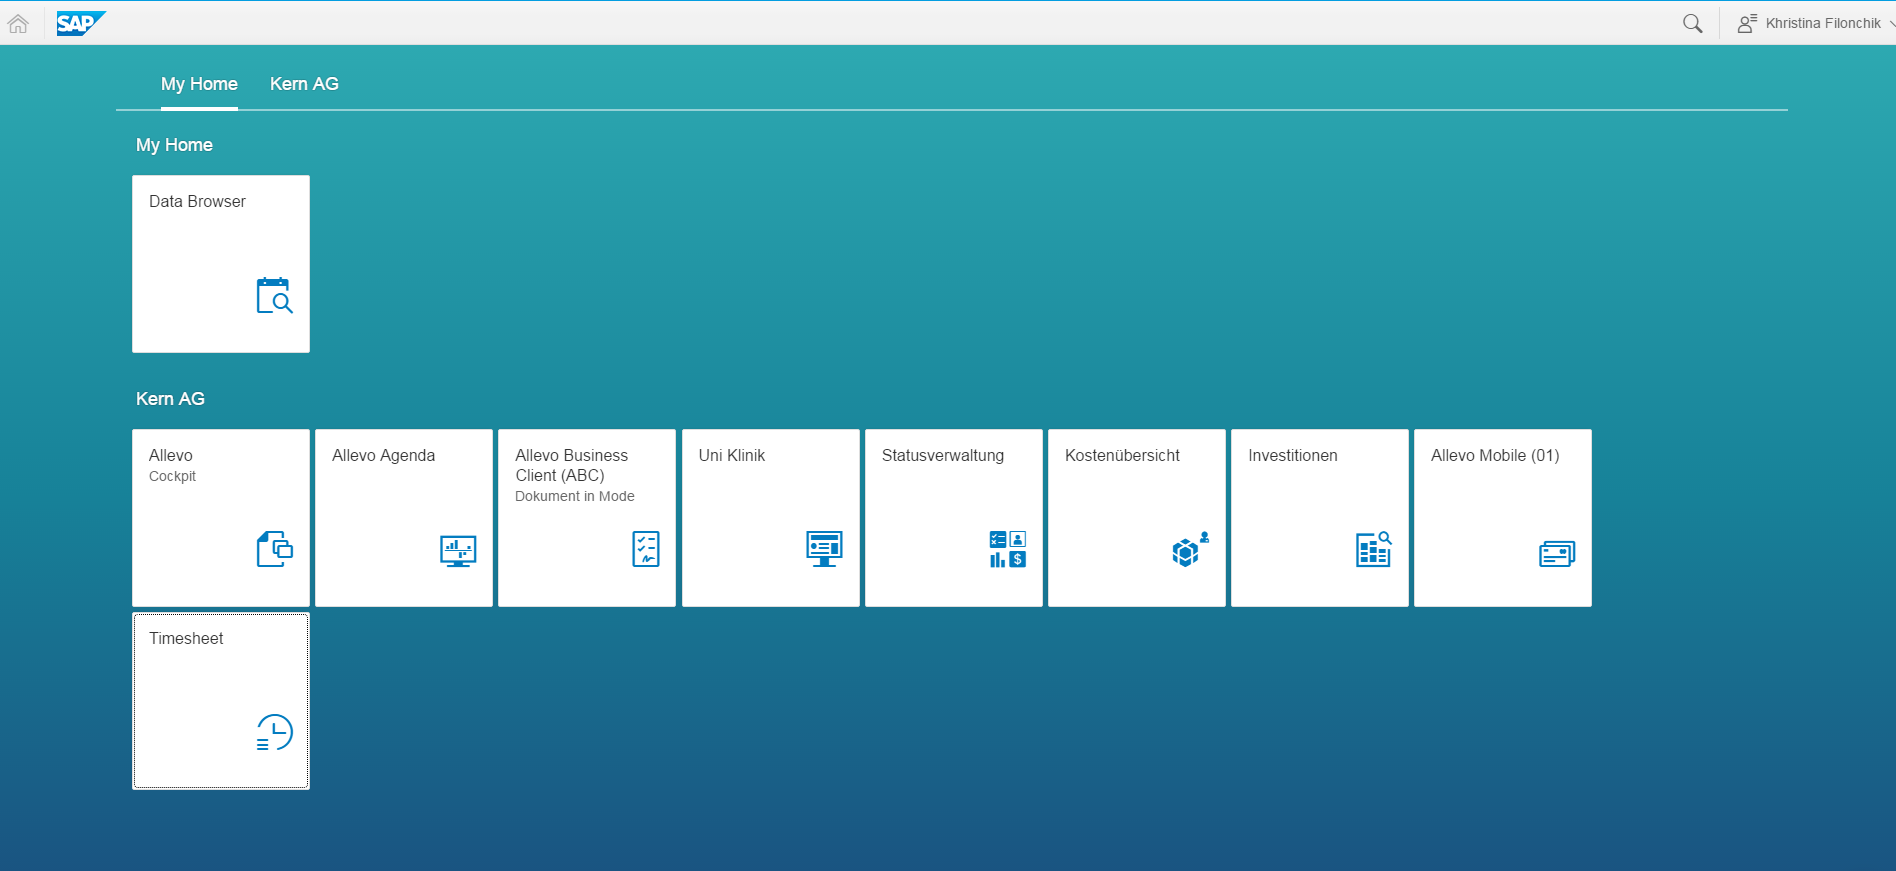 SAP
Khristina Filonchik
My Home Kern AG
My Home
Data Browser
Kern AG
Allevo
Cockpit
Allevo Agenda
Allevo Business
Client (ABC)
Dokument in Mode
Uni Klinik
Statusverwaltung
Kostenübersicht
Investitionen
Allevo Mobile (01)
Timesheet